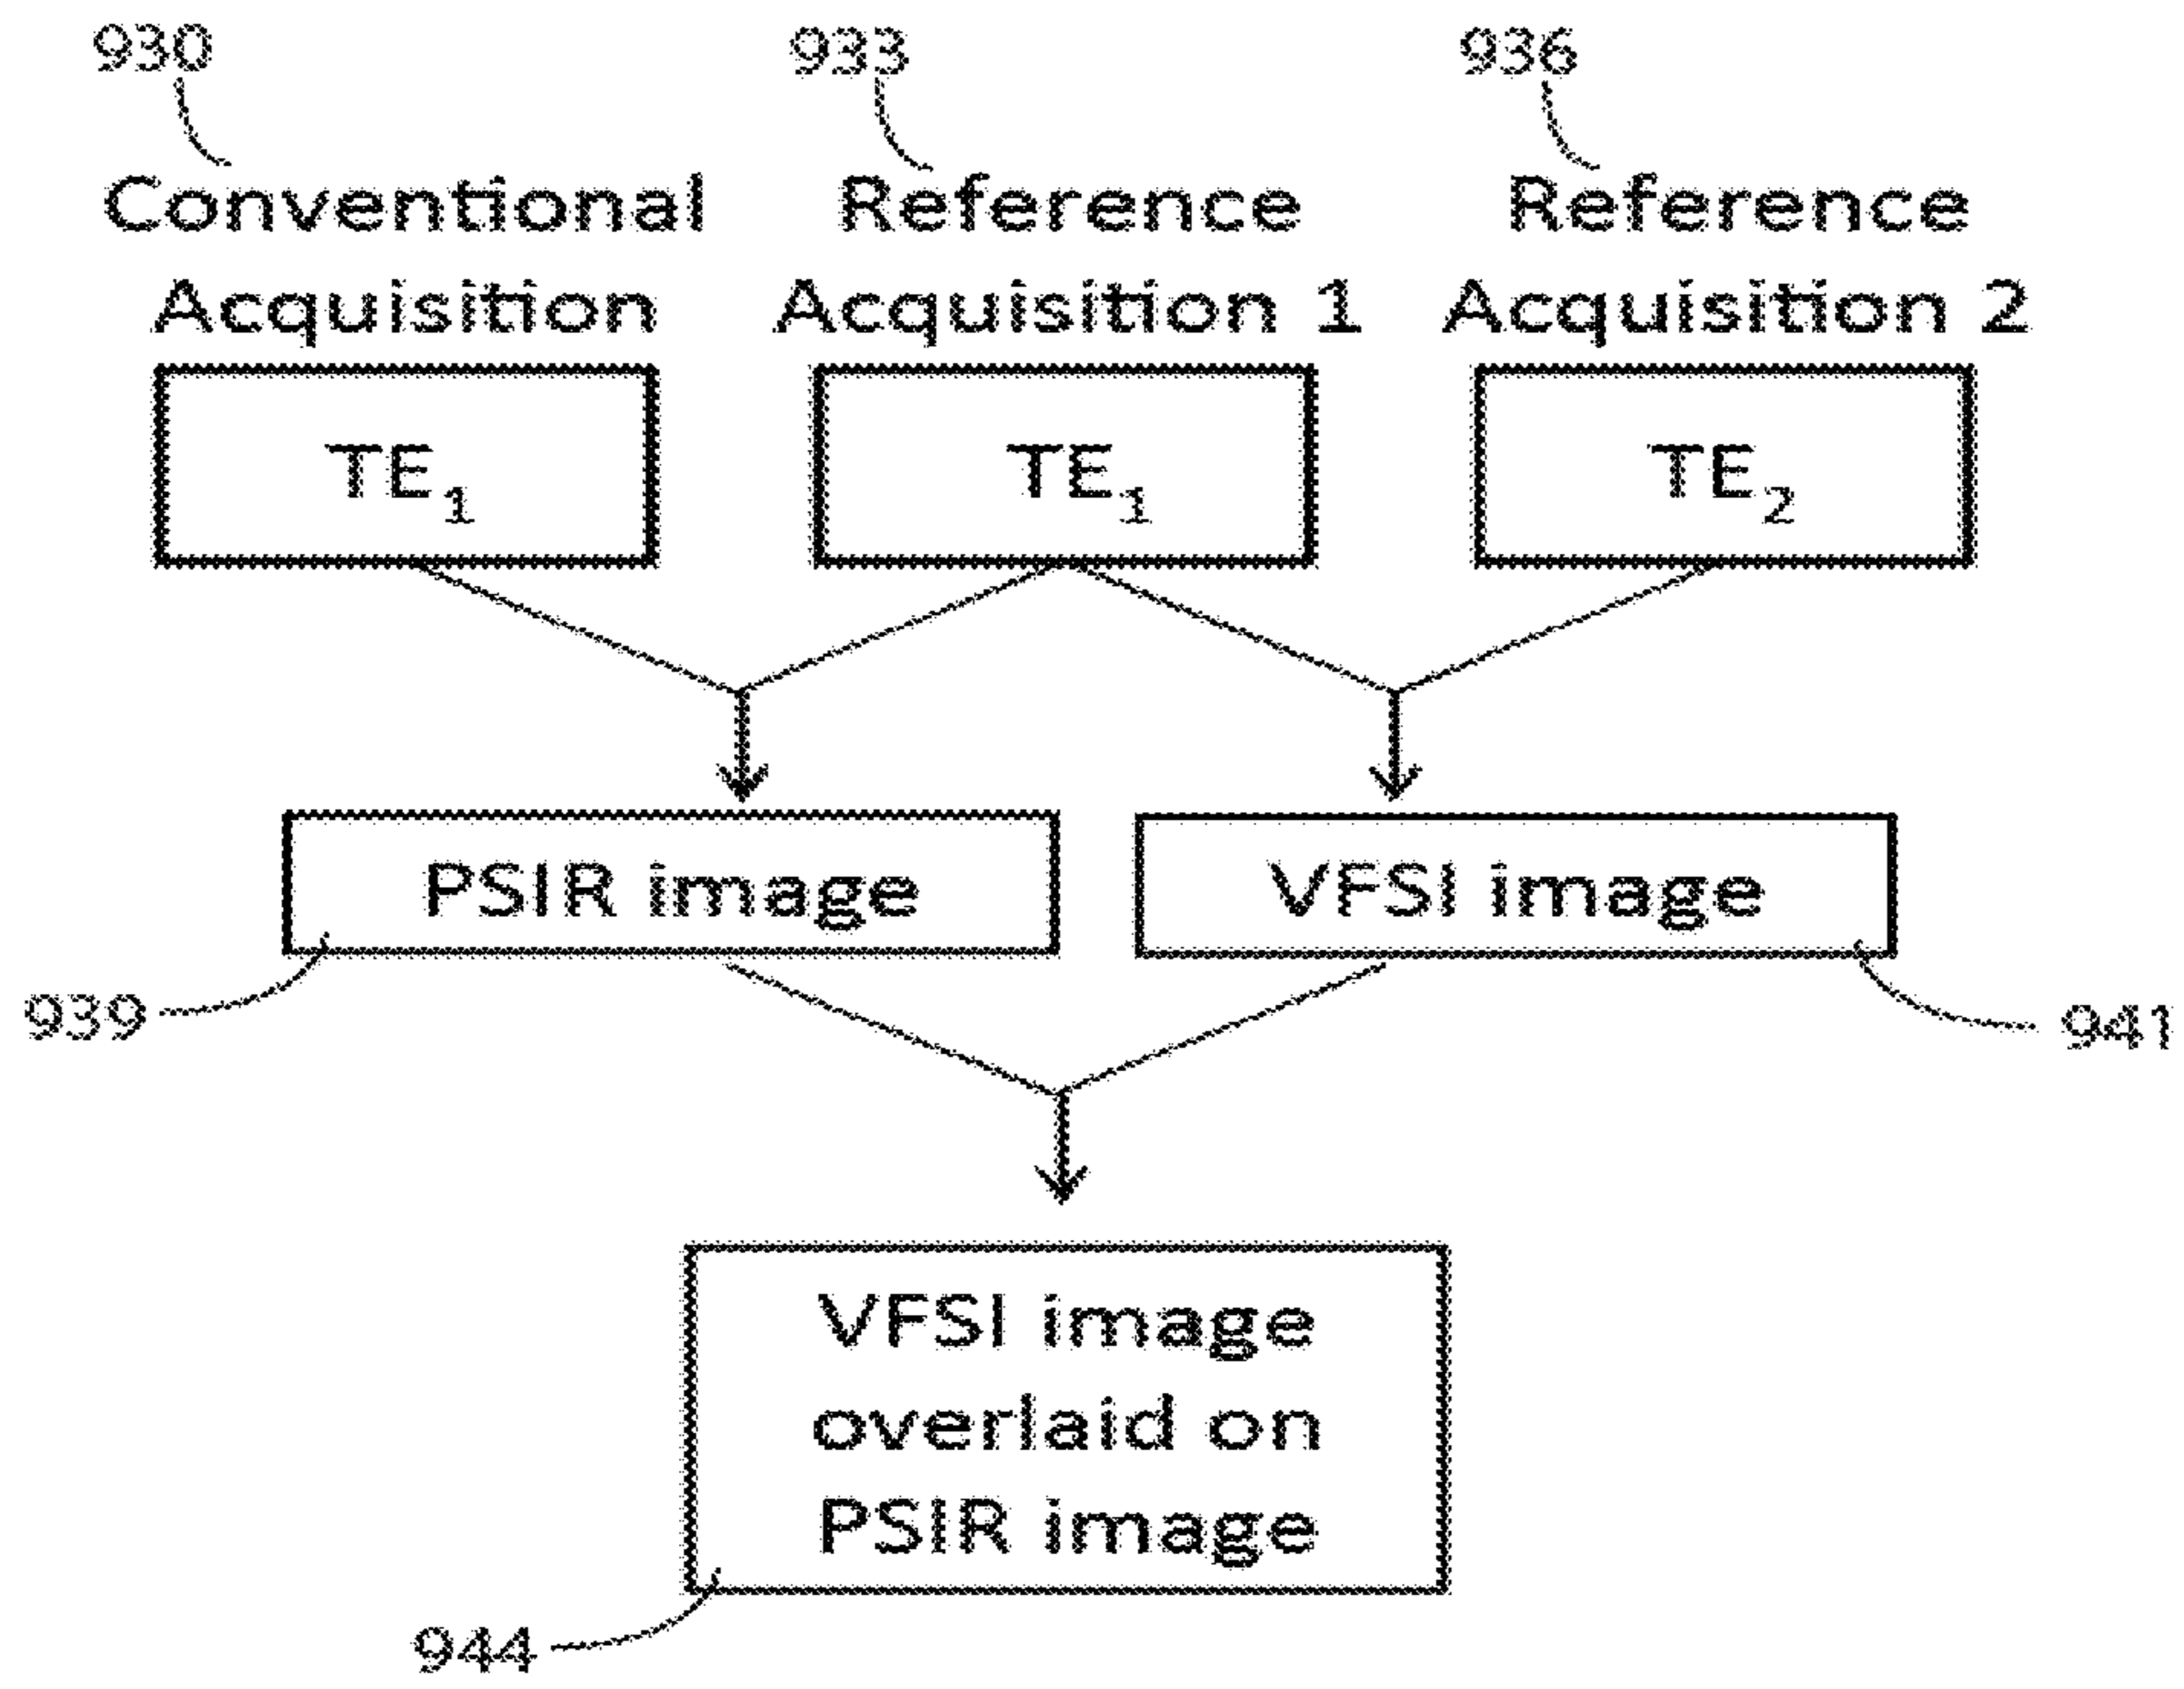 930
933
936
Conventional
Acquisition
Reference
Acquisition 1
Reference
Acquisition 2
TE1
TE1
TE2
PSIR image
VFSI image
939
941
VFSI image
overlaid on
PSIR image
944